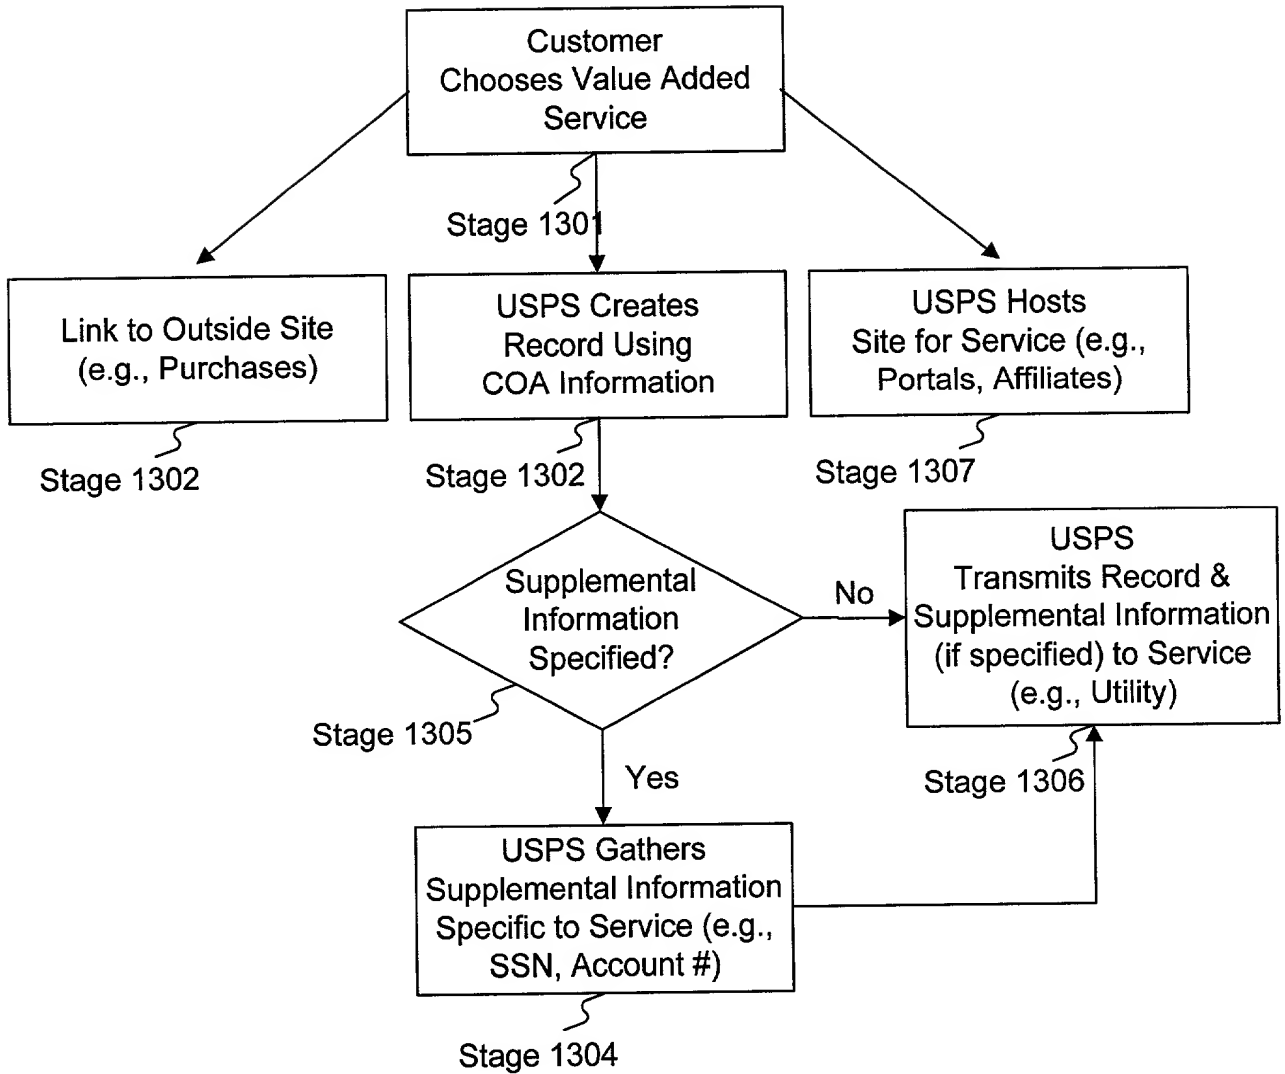 Customer
Chooses Value Added
Service
Stage 1301
Link to Outside Site
(e.g., Purchases)
Stage 1302
USPS Creates
Record Using
COA Information
Stage 1302
USPS Hosts
Site for Service (e.g.,
Portals, Affiliates)
Stage 1307
Supplemental
Information
Specified?
Stage 1305
No
USPS
Transmits Record &
Supplemental Information
(if specified) to Service
(e.g., Utility)
Stage 1306
Yes
USPS Gathers
Supplemental Information
Specific to Service (e.g.,
SSN, Account #)
Stage 1304